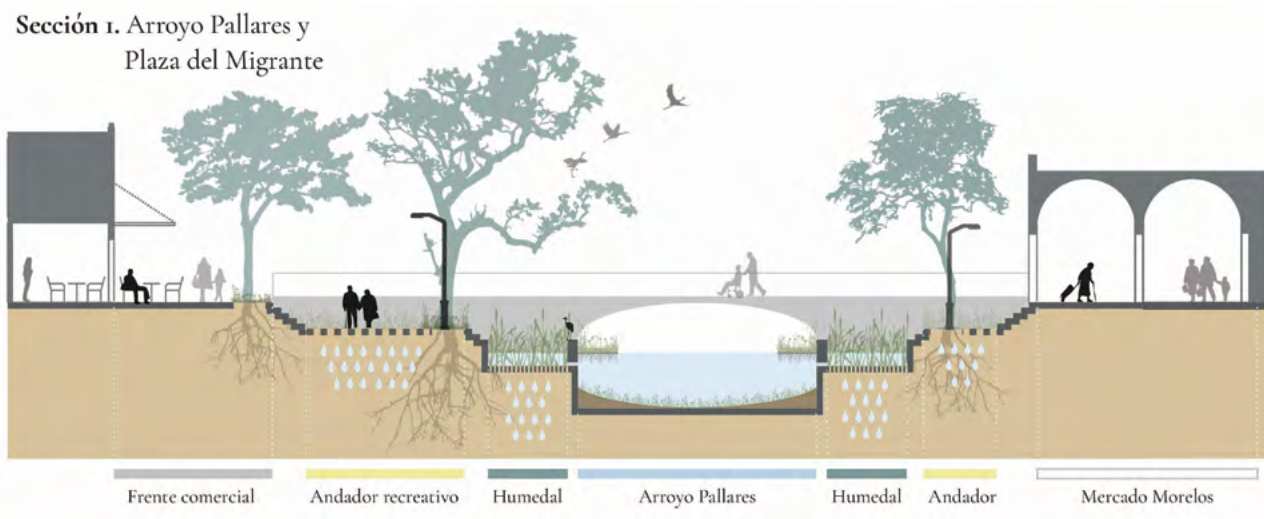 Sección 1. Arroyo Pallares y
Plaza del Migrante
Frente comercial
Andador recreativo
Humedal
Arroyo Pallares
Humedal
Andador
Mercado Morelos